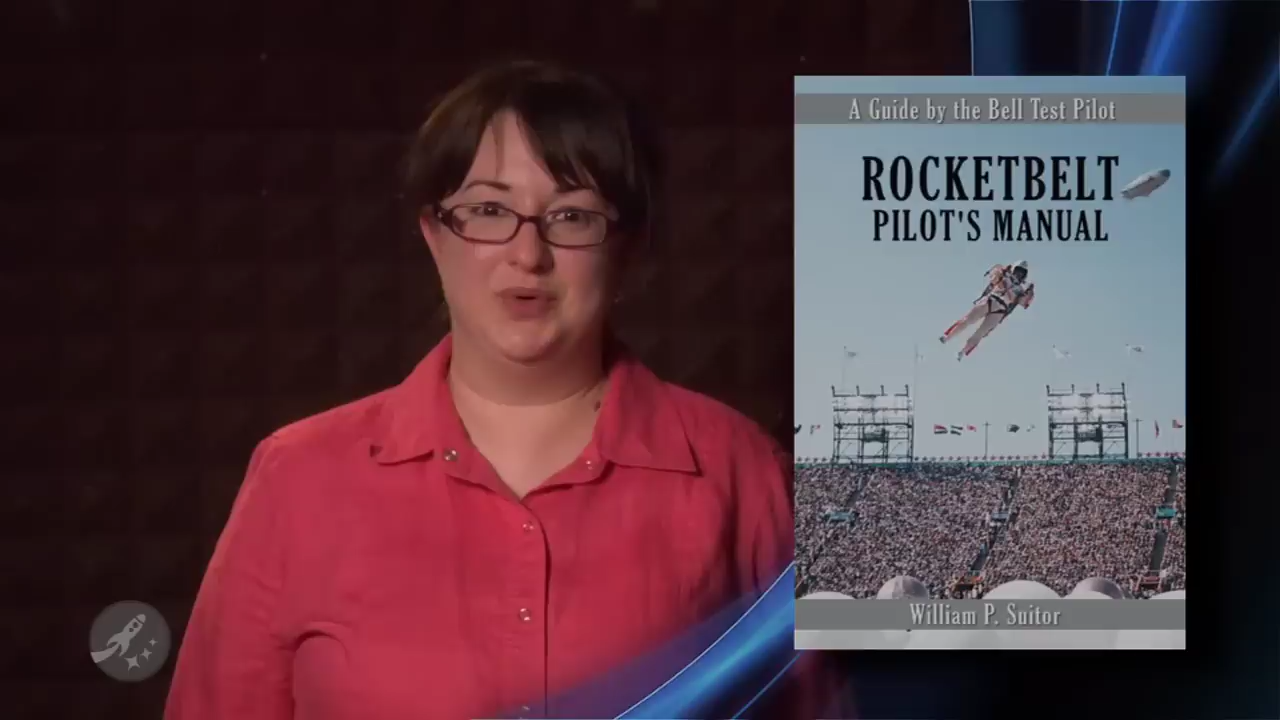 A Guide by the Bell Test Pilot
ROCKETBELT
PILOT'S MANUAL
William P. Suitor